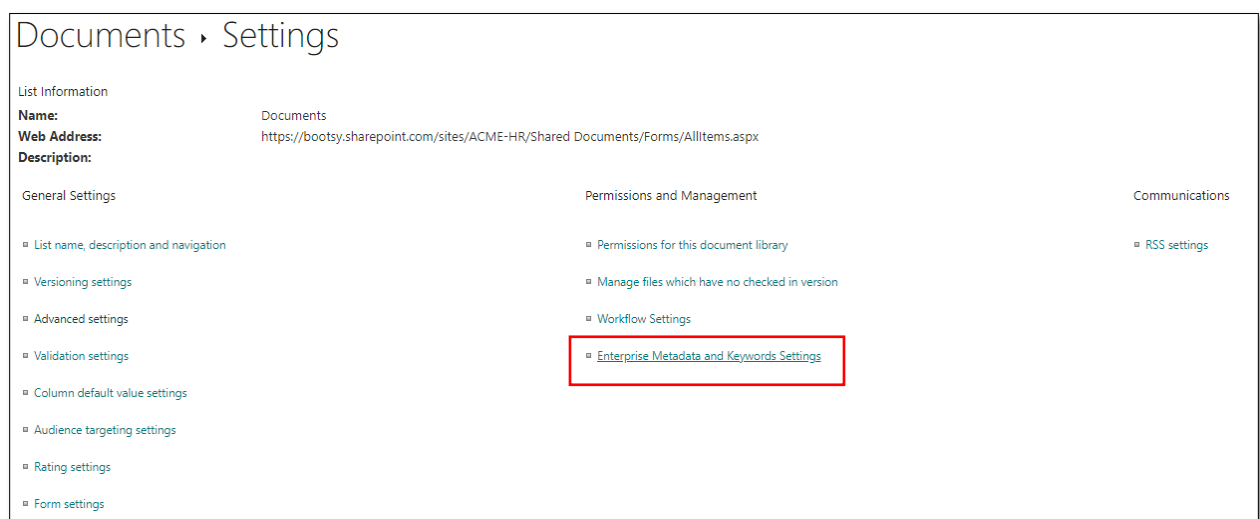 Documents ▸ Settings
List Information
Name: Documents
Web Address: https://bootsy.sharepoint.com/sites/ACME-HR/Shared Documents/Forms/AllItems.aspx
Description:
General Settings Permissions and Management Communications
List name, description and navigation Permissions for this document library RSS settings
Versioning settings Manage files which have no checked in version
Advanced settings Workflow Settings
Validation settings Enterprise Metadata and Keywords Settings
Column default value settings
Audience targeting settings
Rating settings
Form settings